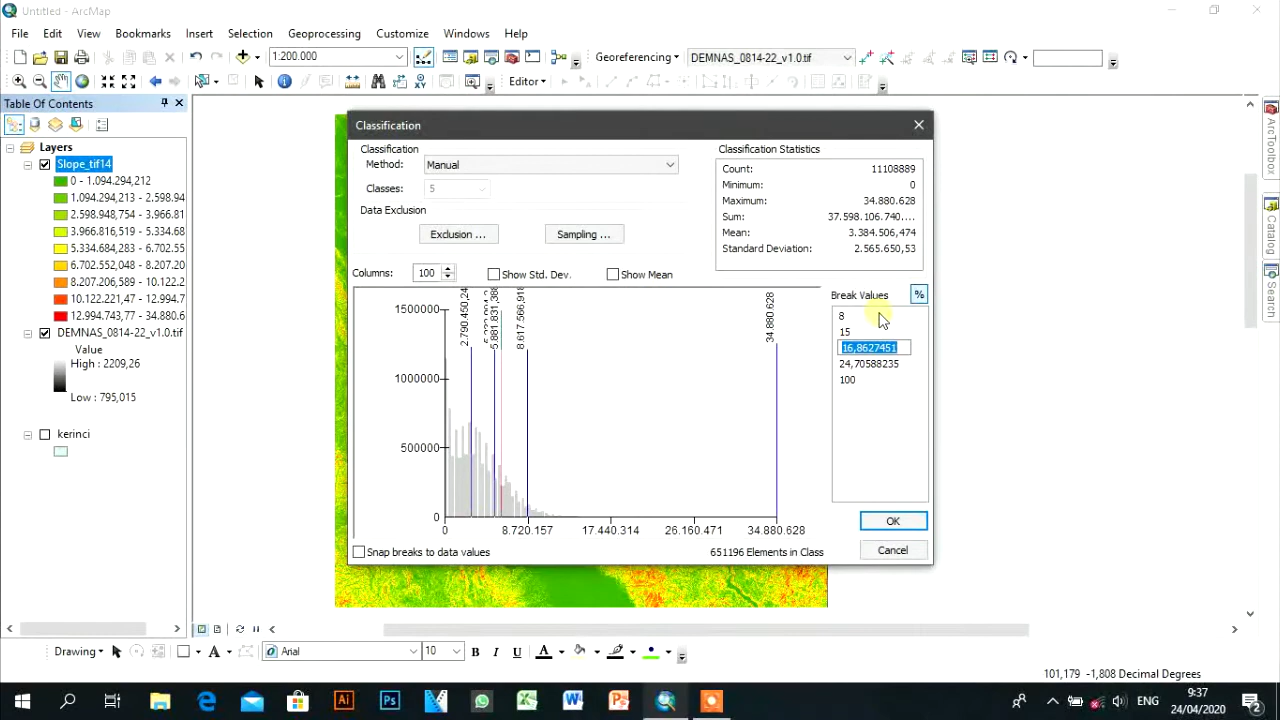 Untitled - ArcMap
File Edit View Bookmarks Insert Selection Geoprocessing Customize Windows Help
1:200.000
Georeferencing
DEMNAS_0814-22_v1.0.tif
Editor
Table Of Contents
Layers
Slope_tif14
0 - 1.094.294,212
1.094.294,213 - 2.598.94
2.598.948,754 - 3.966.81
3.966.816,519 - 5.334.68
5.334.684,283 - 6.702.55
6.702.552,048 - 8.207.20
8.207.206,589 - 10.122.2
10.122.221,47 - 12.994.7
12.994.743,77 - 34.880.6
DEMNAS_0814-22_v1.0.tif
Value
High : 2209,26
Low : 795,015
kerinci
Classification
Classification
Method: Manual
Classes: 5
Data Exclusion
Exclusion ...
Sampling ...
Classification Statistics
Count: 11108889
Minimum: 0
Maximum: 34.880.628
Sum: 37.598.106.740....
Mean: 3.384.506,474
Standard Deviation: 2.565.650,53
Columns: 100
Show Std. Dev.
Show Mean
Break Values
%
8
15
16,8627451
24,70588235
100
1500000
1000000
500000
0
2.790.450,24
5.881.831,368
8.617.566,918
34.880.628
0
8.720.157
17.440.314
26.160.471
34.880.628
OK
Cancel
Snap breaks to data values
651196 Elements in Class
ArcToolbox
Catalog
Search
Drawing
A
Arial
10
B I U A
A
101,179 -1,808 Decimal Degrees
ENG
9:37
24/04/2020
2